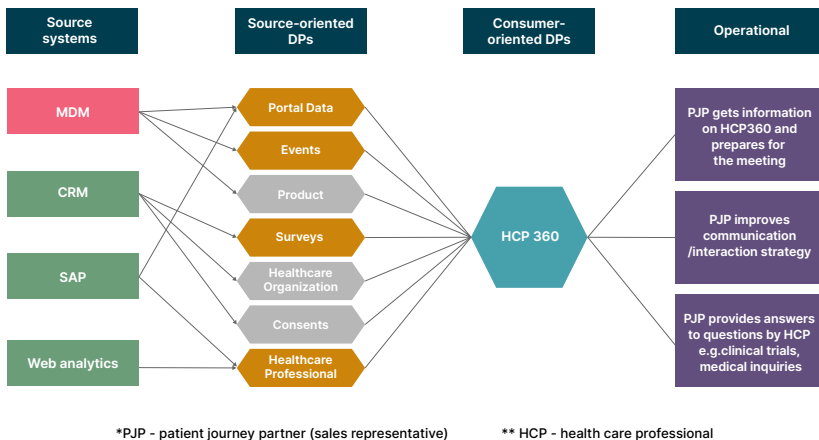 Source
systems
Source-oriented
DPs
Consumer-
oriented DPs
Operational
MDM
CRM
SAP
Web analytics
Portal Data
Events
Product
Surveys
Healthcare
Organization
Consents
Healthcare
Professional
HCP 360
PJP gets information
on HCP360 and
prepares for
the meeting
PJP improves
communication
/interaction strategy
PJP provides answers
to questions by HCP
e.g.clinical trials,
medical inquiries
*PJP - patient journey partner (sales representative)
** HCP - health care professional